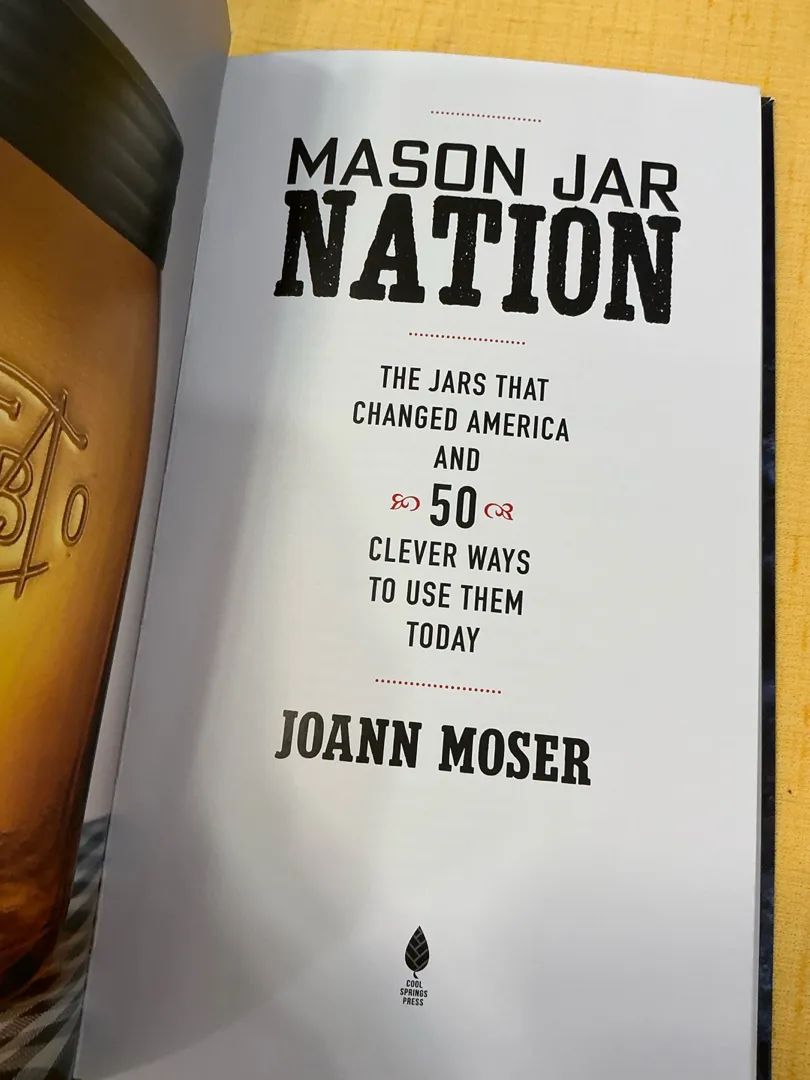 MASON JAR
NATION
THE JARS THAT
CHANGED AMERICA
AND
50
CLEVER WAYS
TO USE THEM
TODAY
JOANN MOSER
COOL
SPRINGS
PRESS